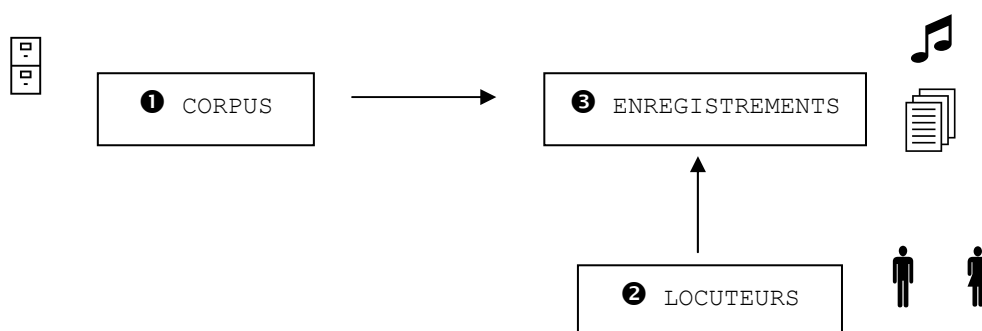 ❶ CORPUS
❸ ENREGISTREMENTS
❷ LOCUTEURS